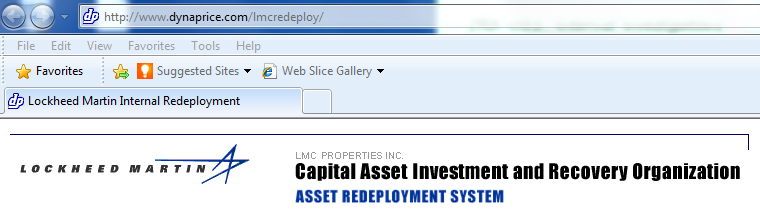 http://www.dynaprice.com/lmcredeploy/
File Edit View Favorites Tools Help
Favorites Suggested Sites Web Slice Gallery
dp Lockheed Martin Internal Redeployment
LOCKHEED MARTIN
LMC PROPERTIES INC.
Capital Asset Investment and Recovery Organization
ASSET REDEPLOYMENT SYSTEM